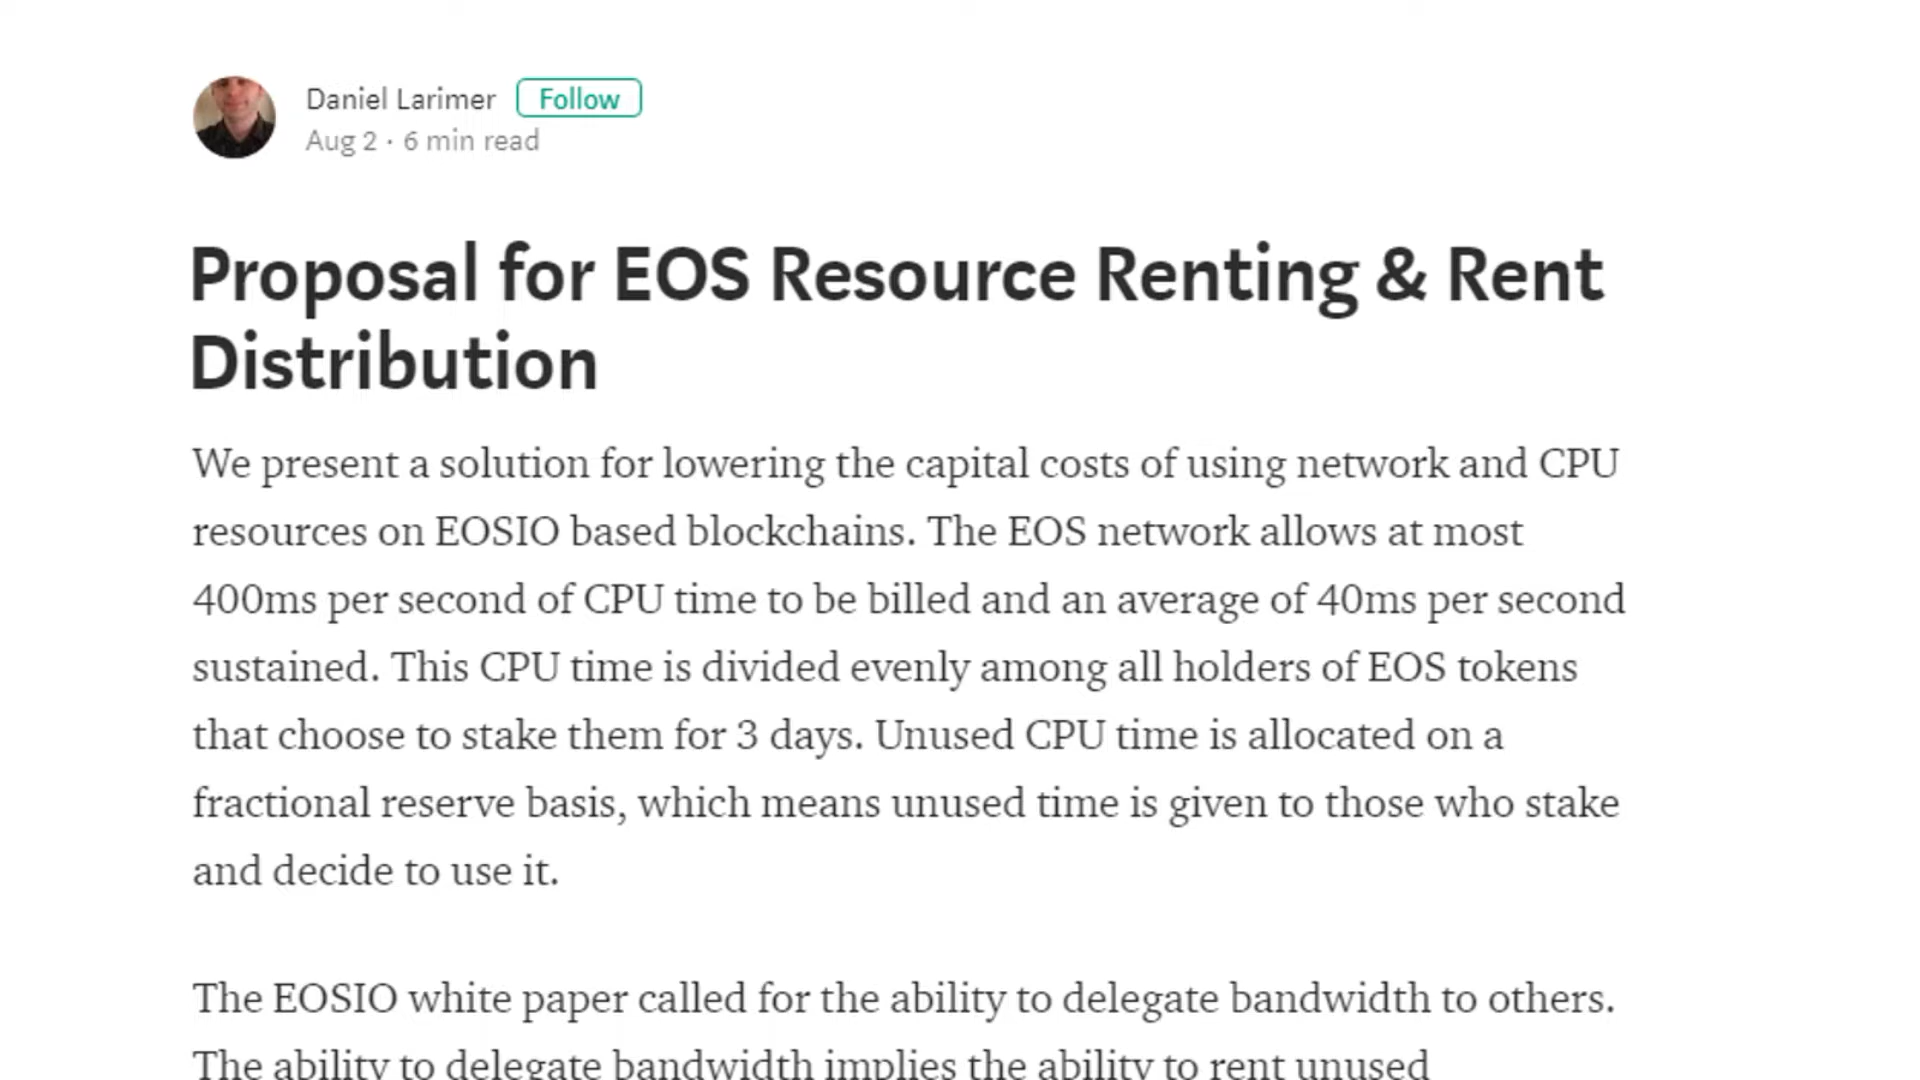 Daniel Larimer Follow
Aug 2 · 6 min read
Proposal for EOS Resource Renting & Rent
Distribution
We present a solution for lowering the capital costs of using network and CPU
resources on EOSIO based blockchains. The EOS network allows at most
400ms per second of CPU time to be billed and an average of 40ms per second
sustained. This CPU time is divided evenly among all holders of EOS tokens
that choose to stake them for 3 days. Unused CPU time is allocated on a
fractional reserve basis, which means unused time is given to those who stake
and decide to use it.
The EOSIO white paper called for the ability to delegate bandwidth to others.
The ability to delegate bandwidth implies the ability to rent unused